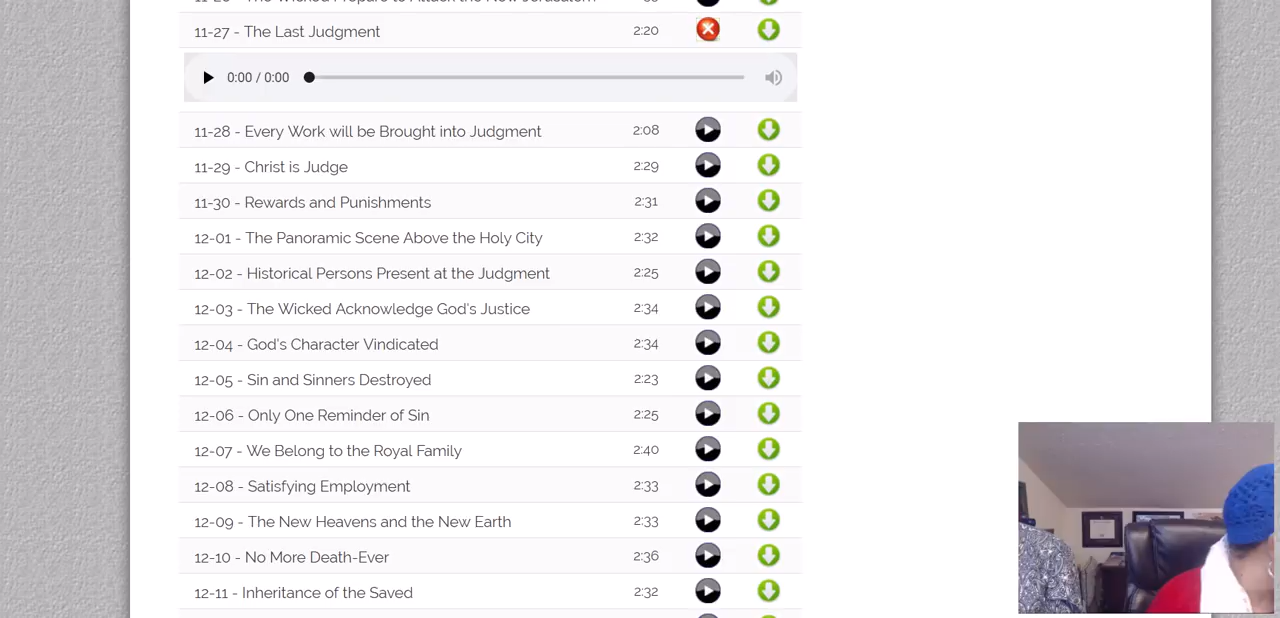 11-27 - The Last Judgment 2:20
0:00 / 0:00
11-28 - Every Work will be Brought into Judgment 2:08
11-29 - Christ is Judge 2:29
11-30 - Rewards and Punishments 2:31
12-01 - The Panoramic Scene Above the Holy City 2:32
12-02 - Historical Persons Present at the Judgment 2:25
12-03 - The Wicked Acknowledge God's Justice 2:34
12-04 - God's Character Vindicated 2:34
12-05 - Sin and Sinners Destroyed 2:23
12-06 - Only One Reminder of Sin 2:25
12-07 - We Belong to the Royal Family 2:40
12-08 - Satisfying Employment 2:33
12-09 - The New Heavens and the New Earth 2:33
12-10 - No More Death-Ever 2:36
12-11 - Inheritance of the Saved 2:32